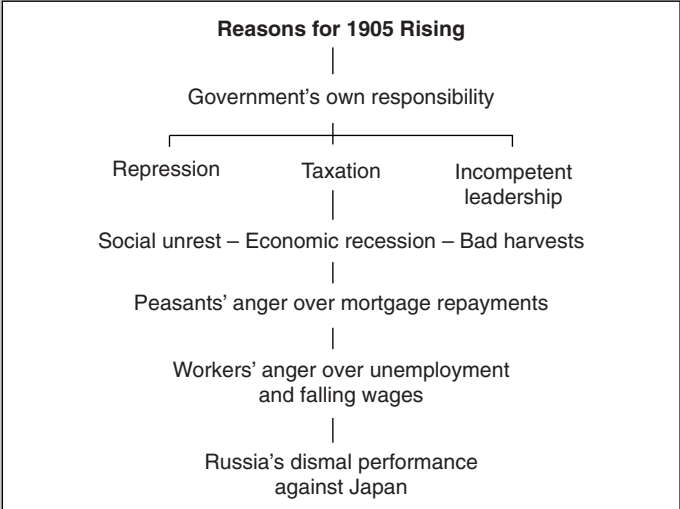 Reasons for 1905 Rising
Government's own responsibility
Repression
Taxation
Incompetent
leadership
Social unrest – Economic recession – Bad harvests
Peasants' anger over mortgage repayments
Workers' anger over unemployment
and falling wages
Russia's dismal performance
against Japan